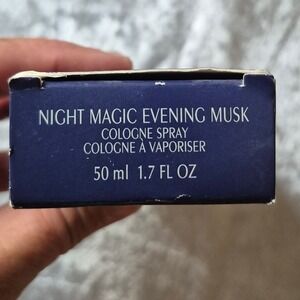 NIGHT MAGIC EVENING MUSK
COLOGNE SPRAY
COLOGNE À VAPORISER
50 ml 1.7 FL OZ